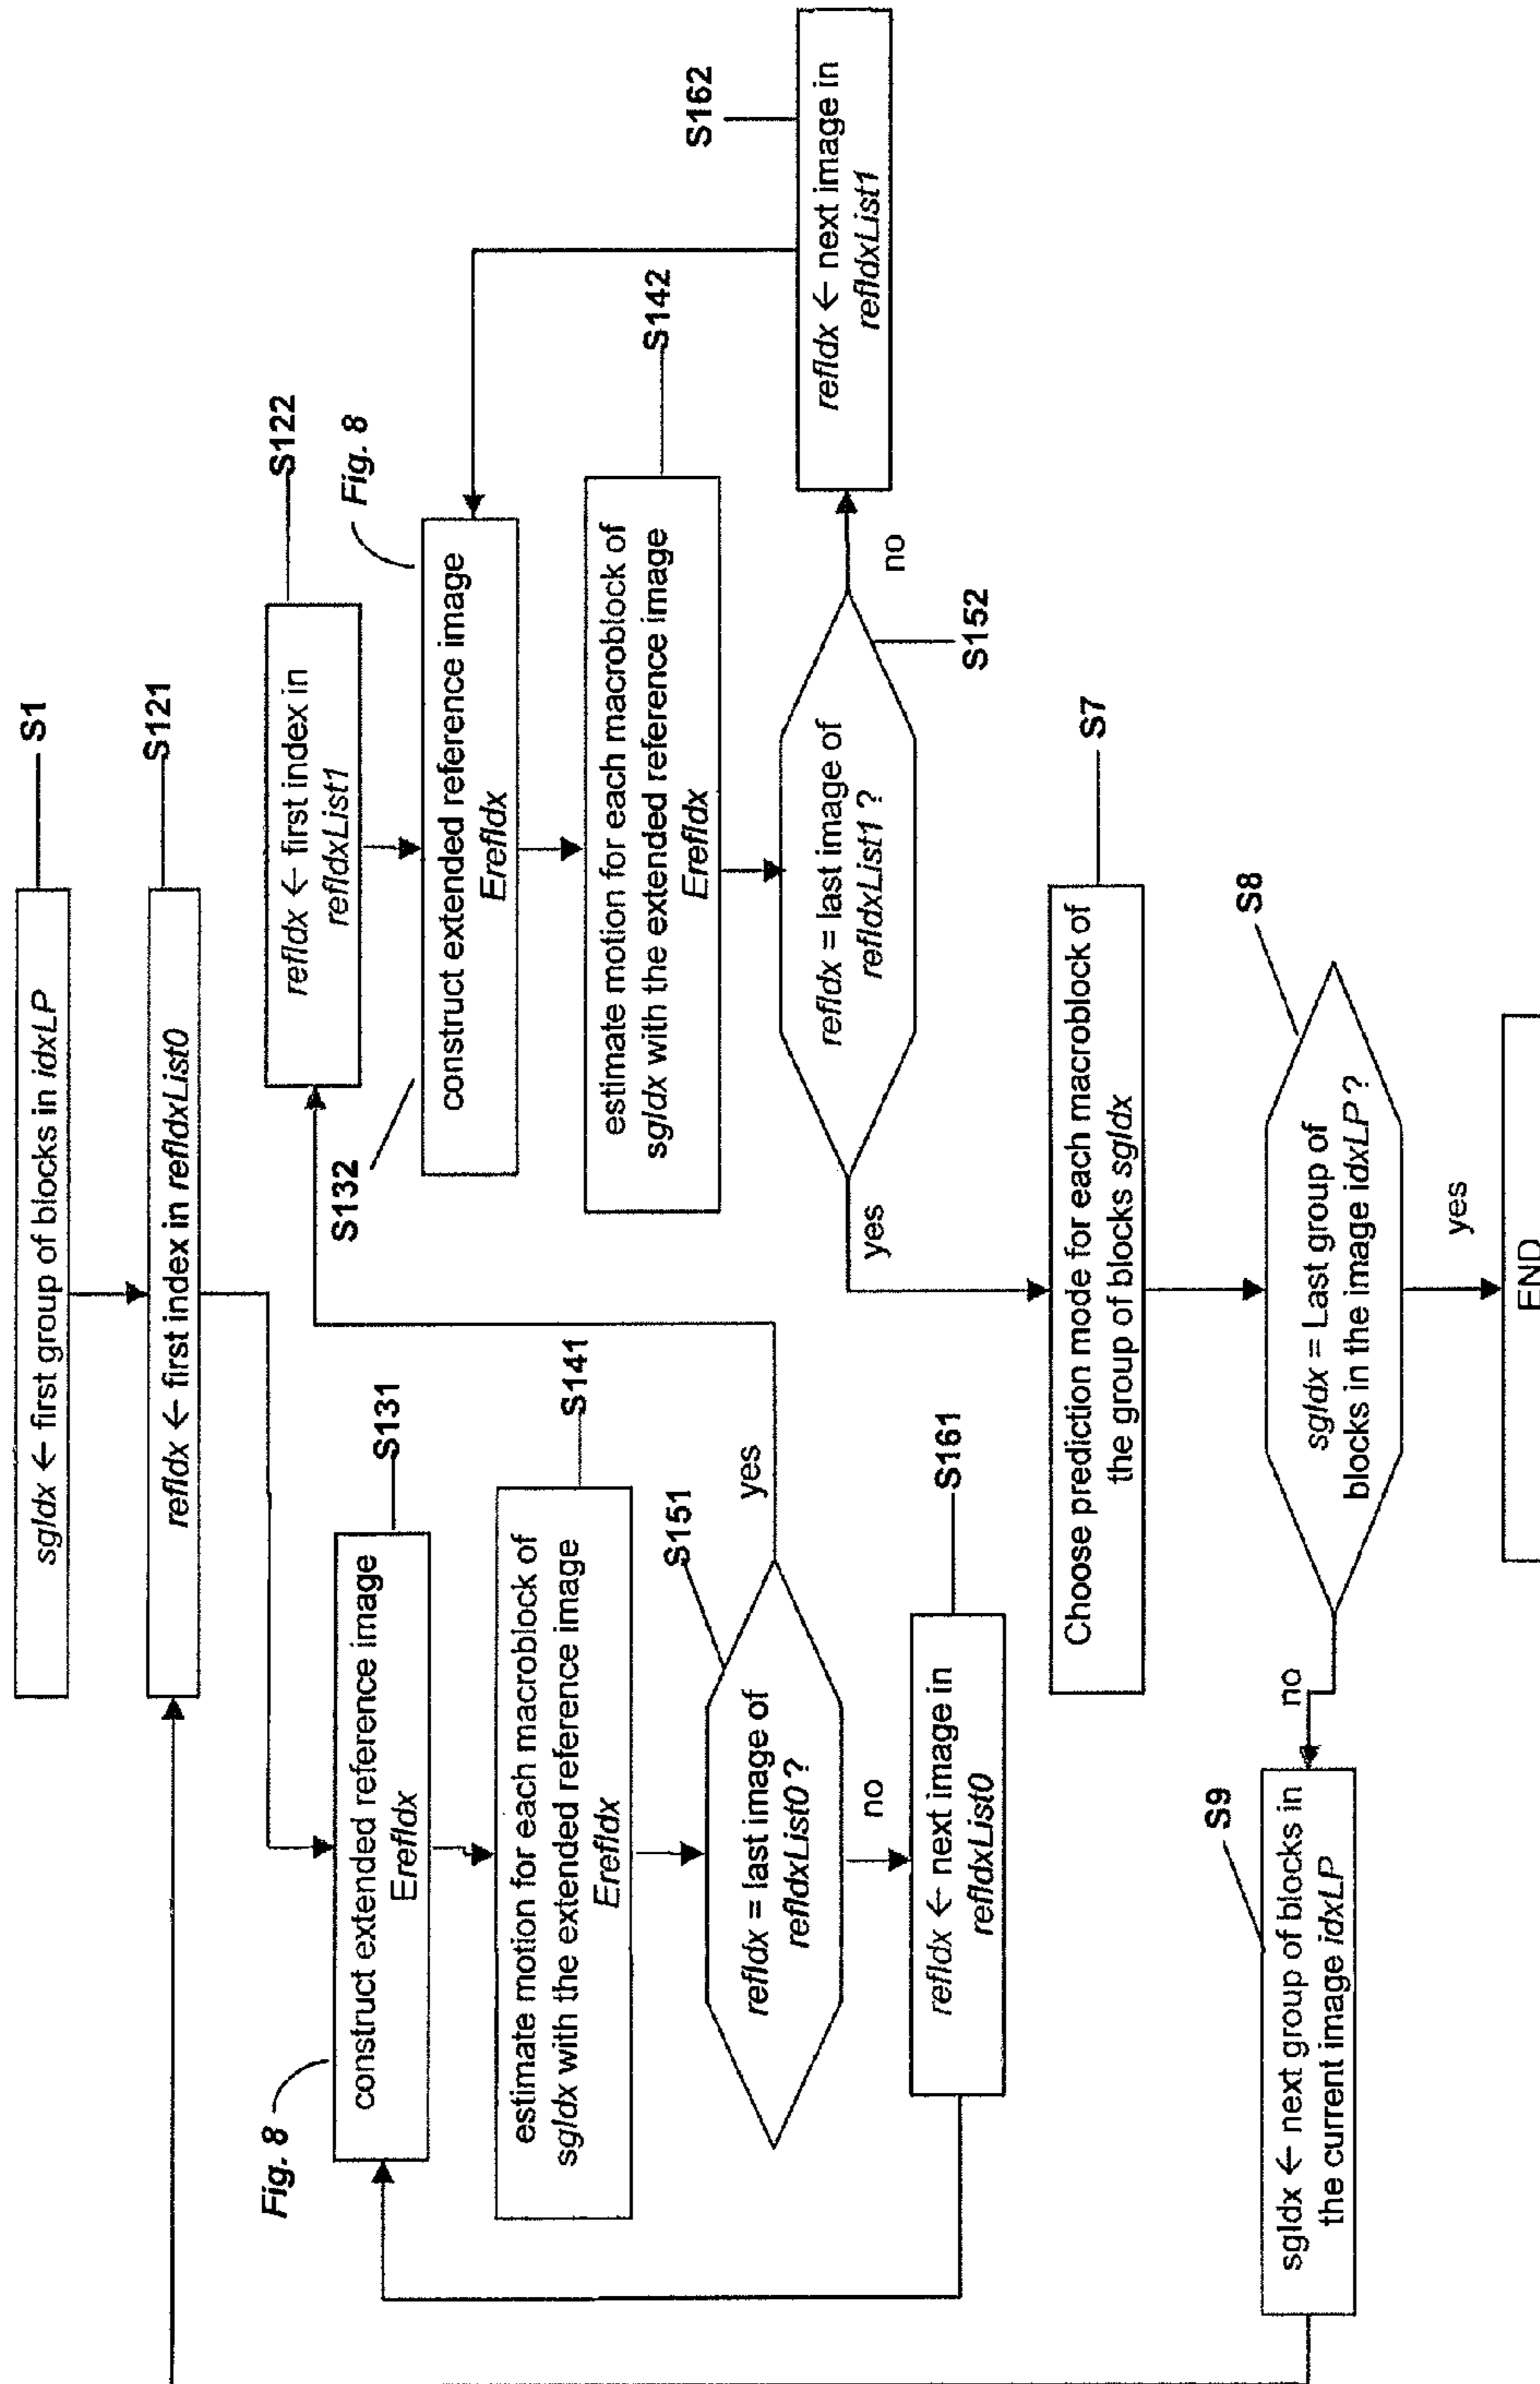 sgIdx ← first group of blocks in idxLP
S1
refIdx ← first index in refIdxList0
S121
Fig. 8
construct extended reference image
ErefIdx
S131
estimate motion for each macroblock of
sgIdx with the extended reference image
ErefIdx
S141
refIdx = last image of
refIdxList0 ?
S151
yes
no
refIdx ← next image in
refIdxList0
S161
refIdx ← first index in
refIdxList1
S122
Fig. 8
S132
construct extended reference image
ErefIdx
estimate motion for each macroblock of
sgIdx with the extended reference image
ErefIdx
S142
refIdx = last image of
refIdxList1 ?
S152
yes
no
refIdx ← next image in
refIdxList1
S162
Choose prediction mode for each macroblock of
the group of blocks sgIdx
S7
sgIdx = Last group of
blocks in the image idxLP ?
S8
no
yes
S9
sgIdx ← next group of blocks in
the current image idxLP
END